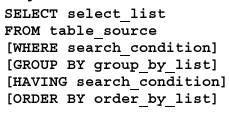 SELECT select_list
FROM table_source
[WHERE search_condition]
[GROUP BY group_by_list]
[HAVING search_condition]
[ORDER BY order_by_list]